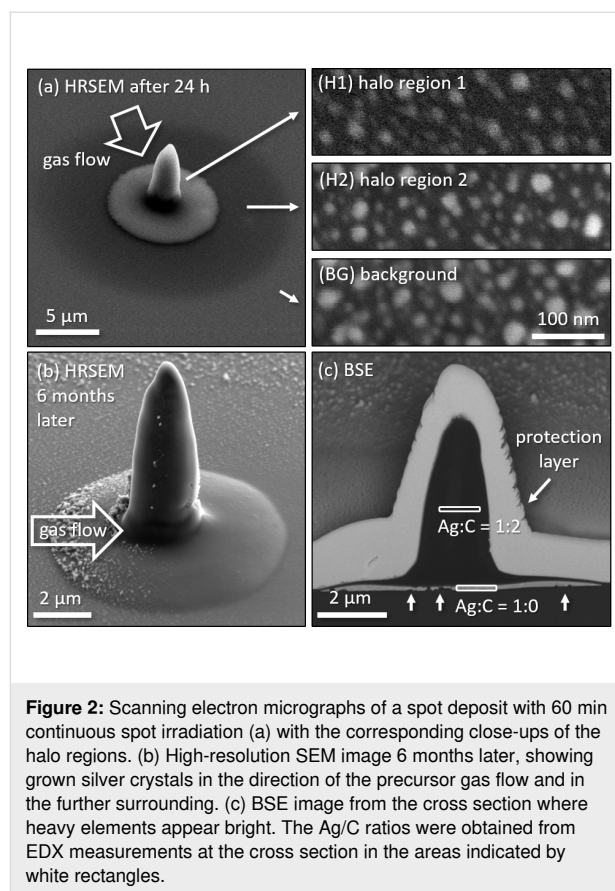 (a) HRSEM after 24 h
gas flow
5 µm
(H1) halo region 1
(H2) halo region 2
(BG) background
100 nm
(b) HRSEM
6 months
later
gas flow
2 µm
(c) BSE
protection
layer
Ag:C = 1:2
Ag:C = 1:0
2 µm
Figure 2: Scanning electron micrographs of a spot deposit with 60 min
continuous spot irradiation (a) with the corresponding close-ups of the
halo regions. (b) High-resolution SEM image 6 months later, showing
grown silver crystals in the direction of the precursor gas flow and in
the further surrounding. (c) BSE image from the cross section where
heavy elements appear bright. The Ag/C ratios were obtained from
EDX measurements at the cross section in the areas indicated by
white rectangles.